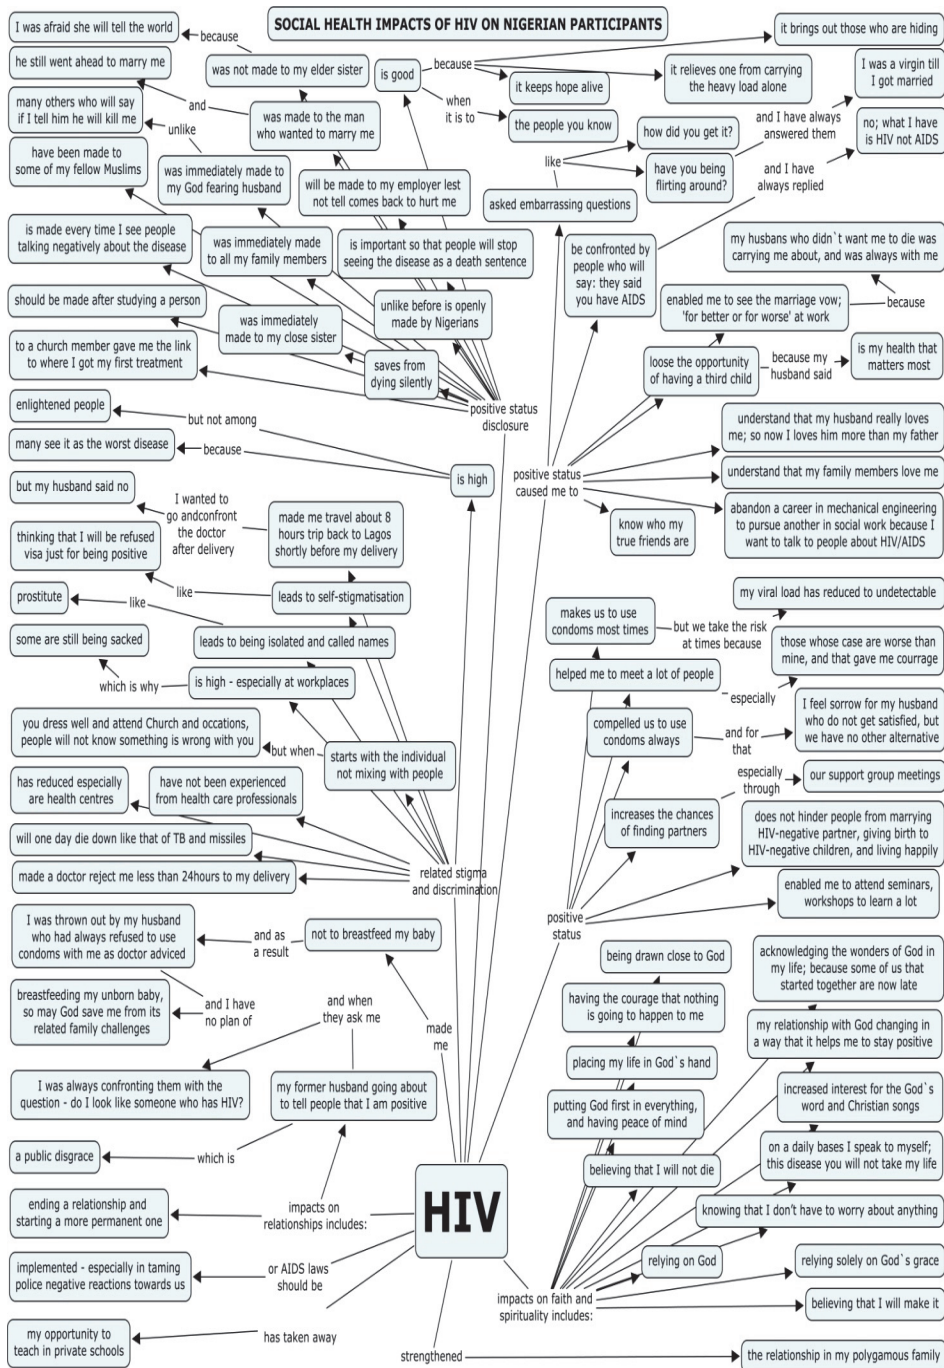 SOCIAL HEALTH IMPACTS OF HIV ON NIGERIAN PARTICIPANTS
I was afraid she will tell the world
because
he still went ahead to marry me
was not made to my elder sister
many others who will say
if I tell him he will kill me
and
unlike
was made to the man
who wanted to marry me
have been made to
some of my fellow Muslims
was immediately made to
my God fearing husband
will be made to my employer lest
not tell comes back to hurt me
is made every time I see people
talking negatively about the disease
was immediately made
to all my family members
is important so that people will stop
seeing the disease as a death sentence
should be made after studying a person
was immediately
made to my close sister
unlike before is openly
made by Nigerians
to a church member gave me the link
to where I got my first treatment
saves from
dying silently
positive status
disclosure
is good
because
it brings out those who are hiding
it keeps hope alive
it relieves one from carrying
the heavy load alone
when
it is to
the people you know
I was a virgin till
I got married
and I have always
answered them
how did you get it?
like
have you being
flirting around?
no; what I have
is HIV not AIDS
and I have
always replied
asked embarrassing questions
be confronted by
people who will
say: they said
you have AIDS
my husbans who didn`t want me to die was
carrying me about, and was always with me
because
enabled me to see the marriage vow;
'for better or for worse' at work
loose the opportunity
of having a third child
because my
husband said
is my health that
matters most
understand that my husband really loves
me; so now I loves him more than my father
positive status
caused me to
understand that my family members love me
abandon a career in mechanical engineering
to pursue another in social work because I
want to talk to people about HIV/AIDS
know who my
true friends are
enlightened people
but not among
many see it as the worst disease
because
is high
but my husband said no
I wanted to
go andconfront
the doctor
after delivery
made me travel about 8
hours trip back to Lagos
shortly before my delivery
thinking that I will be refused
visa just for being positive
like
leads to self-stigmatisation
prostitute
like
leads to being isolated and called names
some are still being sacked
which is why
is high - especially at workplaces
you dress well and attend Church and occations,
people will not know something is wrong with you
but when
starts with the individual
not mixing with people
has reduced especially
are health centres
have not been experienced
from health care professionals
will one day die down like that of TB and missiles
made a doctor reject me less than 24hours to my delivery
related stigma
and discrimination
my viral load has reduced to undetectable
makes us to use
condoms most times
but we take the risk
at times because
those whose case are worse than
mine, and that gave me courrage
helped me to meet a lot of people
especially
I feel sorrow for my husband
who do not get satisfied, but
we have no other alternative
compelled us to use
condoms always
and for
that
especially
through
our support group meetings
increases the chances
of finding partners
does not hinder people from marrying
HIV-negative partner, giving birth to
HIV-negative children, and living happily
enabled me to attend seminars,
workshops to learn a lot
positive
status
I was thrown out by my husband
who had always refused to use
condoms with me as doctor adviced
and as
a result
not to breastfeed my baby
breastfeeding my unborn baby,
so may God save me from its
related family challenges
and I have
no plan of
made
me
and when
they ask me
I was always confronting them with the
question - do I look like someone who has HIV?
my former husband going about
to tell people that I am positive
a public disgrace
which is
ending a relationship and
starting a more permanent one
impacts on
relationships includes:
HIV
implemented - especially in taming
police negative reactions towards us
or AIDS laws
should be
my opportunity to
teach in private schools
has taken away
strengthened
the relationship in my polygamous family
being drawn close to God
acknowledging the wonders of God in
my life; because some of us that
started together are now late
having the courage that nothing
is going to happen to me
my relationship with God changing in
a way that it helps me to stay positive
placing my life in God`s hand
increased interest for the God`s
word and Christian songs
putting God first in everything,
and having peace of mind
on a daily bases I speak to myself;
this disease you will not take my life
believing that I will not die
knowing that I don't have to worry about anything
relying on God
relying solely on God`s grace
impacts on faith and
spirituality includes:
believing that I will make it